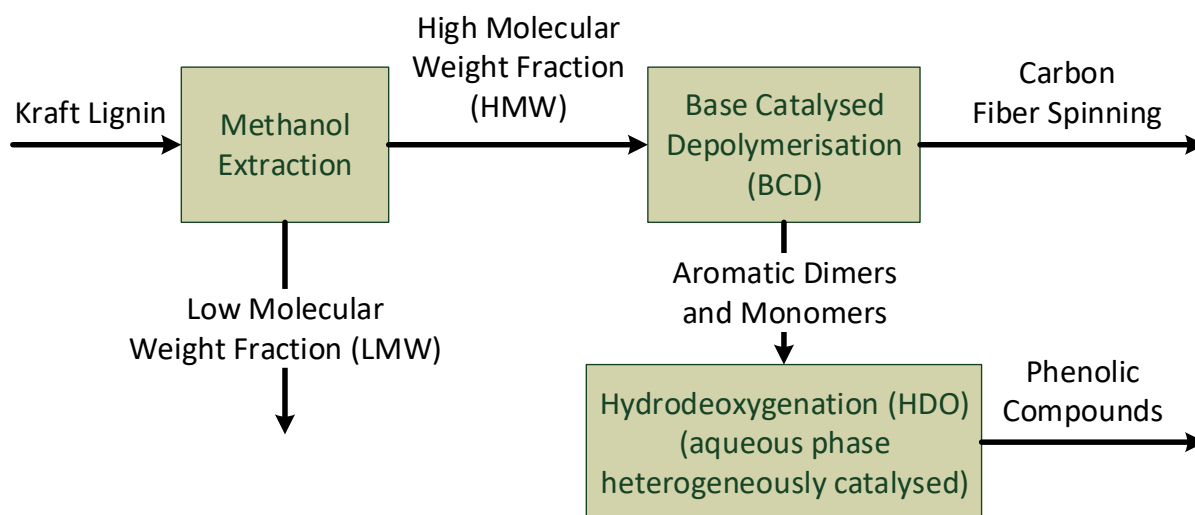 Kraft Lignin
Methanol
Extraction
High Molecular
Weight Fraction
(HMW)
Base Catalysed
Depolymerisation
(BCD)
Carbon
Fiber Spinning
Low Molecular
Weight Fraction (LMW)
Aromatic Dimers
and Monomers
Hydrodeoxygenation (HDO)
(aqueous phase
heterogeneously catalysed)
Phenolic
Compounds